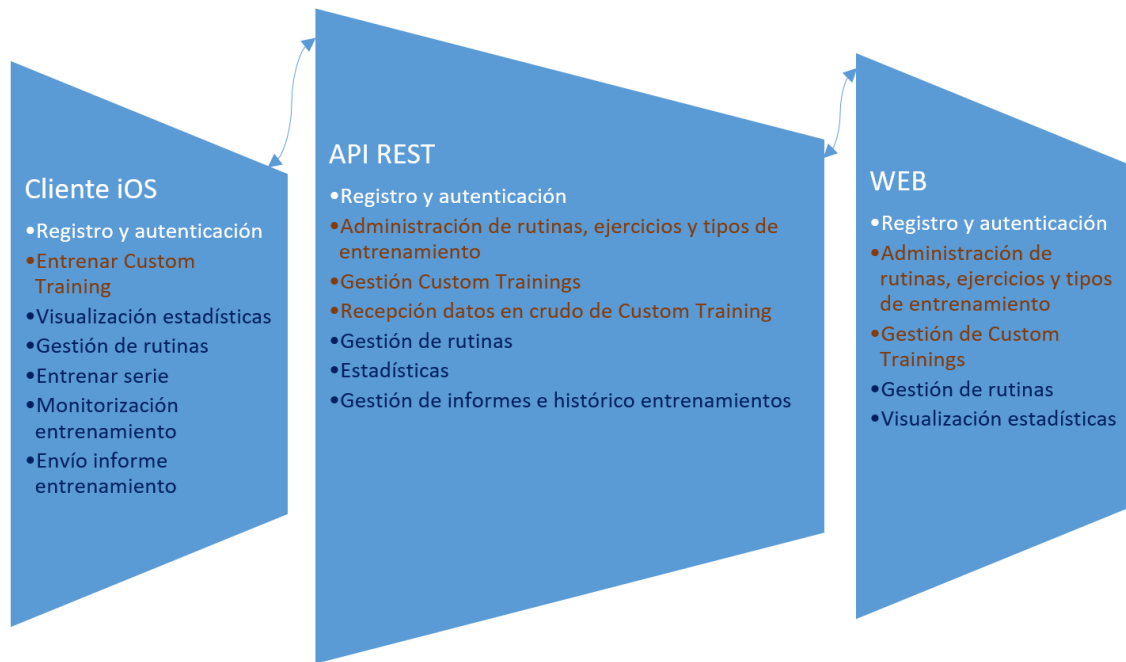 Cliente iOS
•Registro y autenticación
•Entrenar Custom
Training
•Visualización estadísticas
•Gestión de rutinas
•Entrenar serie
•Monitorización
entrenamiento
•Envío informe
entrenamiento
API REST
•Registro y autenticación
•Administración de rutinas, ejercicios y tipos de
entrenamiento
•Gestión Custom Trainings
•Recepción datos en crudo de Custom Training
•Gestión de rutinas
•Estadísticas
•Gestión de informes e histórico entrenamientos
WEB
•Registro y autenticación
•Administración de
rutinas, ejercicios y tipos
de entrenamiento
•Gestión de Custom
Trainings
•Gestión de rutinas
•Visualización estadísticas